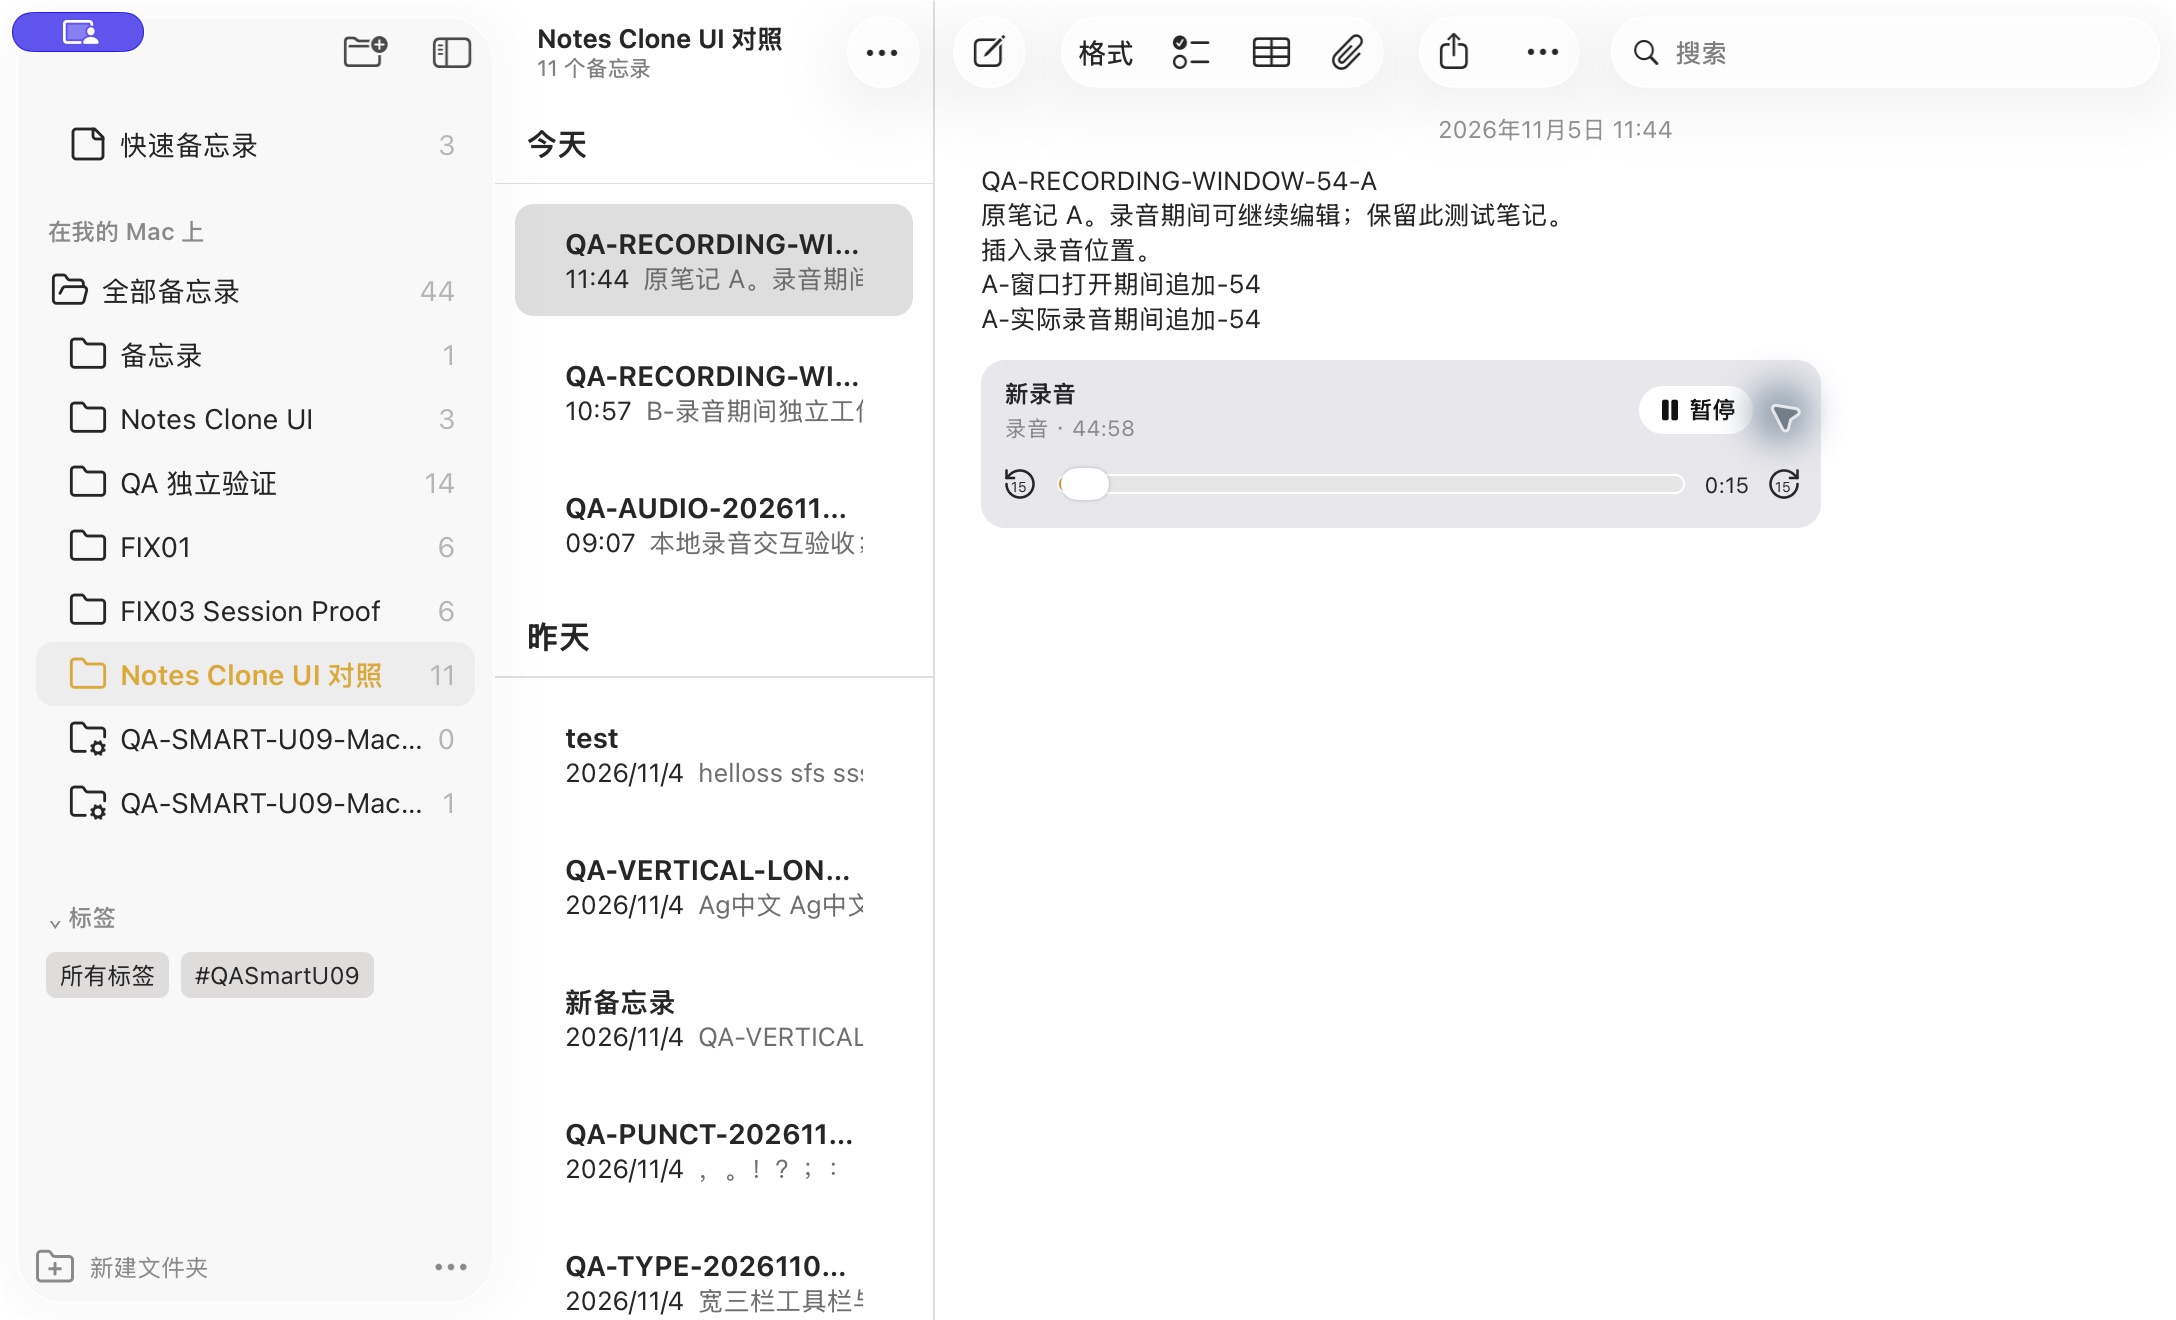 快速备忘录 3
在我的 Mac 上
全部备忘录 44
备忘录 1
Notes Clone UI 3
QA 独立验证 14
FIX01 6
FIX03 Session Proof 6
Notes Clone UI 对照 11
QA-SMART-U09-Mac... 0
QA-SMART-U09-Mac... 1
标签
所有标签 #QASmartU09
新建文件夹
Notes Clone UI 对照
11 个备忘录
今天
QA-RECORDING-WI...
11:44 原笔记 A。录音期间
QA-RECORDING-WI...
10:57 B-录音期间独立工作
QA-AUDIO-202611...
09:07 本地录音交互验收；
昨天
test
2026/11/4 helloss sfs sss
QA-VERTICAL-LON...
2026/11/4 Ag中文 Ag中文
新备忘录
2026/11/4 QA-VERTICAL
QA-PUNCT-202611...
2026/11/4 ，。！？；：
QA-TYPE-2026110...
2026/11/4 宽三栏工具栏与
格式
搜索
2026年11月5日 11:44
QA-RECORDING-WINDOW-54-A
原笔记 A。录音期间可继续编辑；保留此测试笔记。
插入录音位置。
A-窗口打开期间追加-54
A-实际录音期间追加-54
新录音
录音 · 44:58
暂停
15 0:15 15